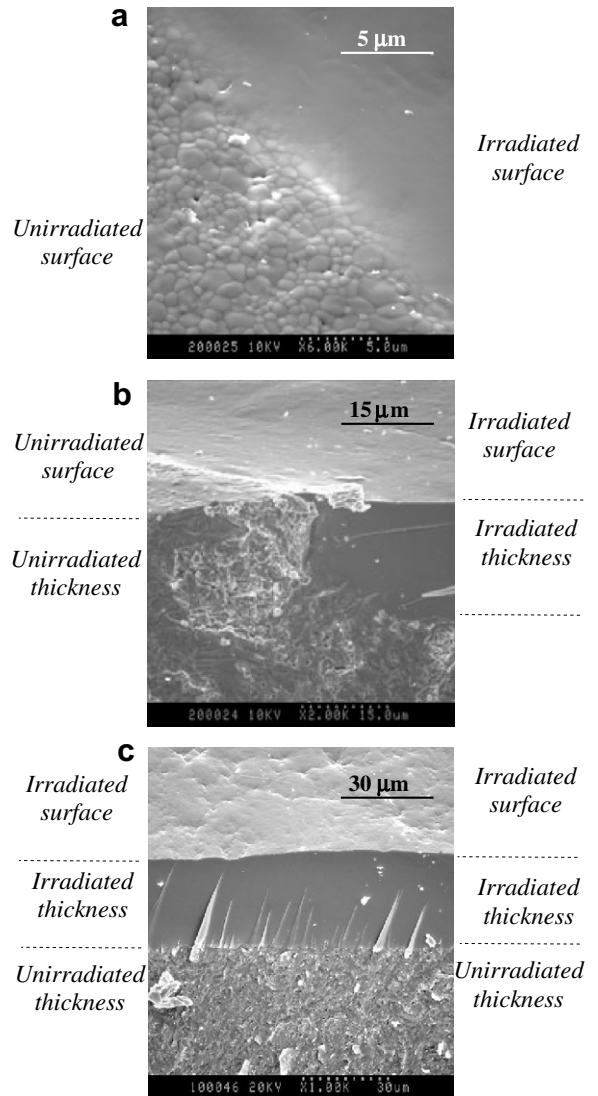 a
5 μm
Irradiated
surface
Unirradiated
surface
200025 10KV X6.00K 5.0um
b
15 μm
Unirradiated
surface
Irradiated
surface
Unirradiated
thickness
Irradiated
thickness
200024 10KV X2.00K 15.0um
c
30 μm
Irradiated
surface
Irradiated
surface
Irradiated
thickness
Irradiated
thickness
Unirradiated
thickness
Unirradiated
thickness
100046 20KV X1.00K 30um